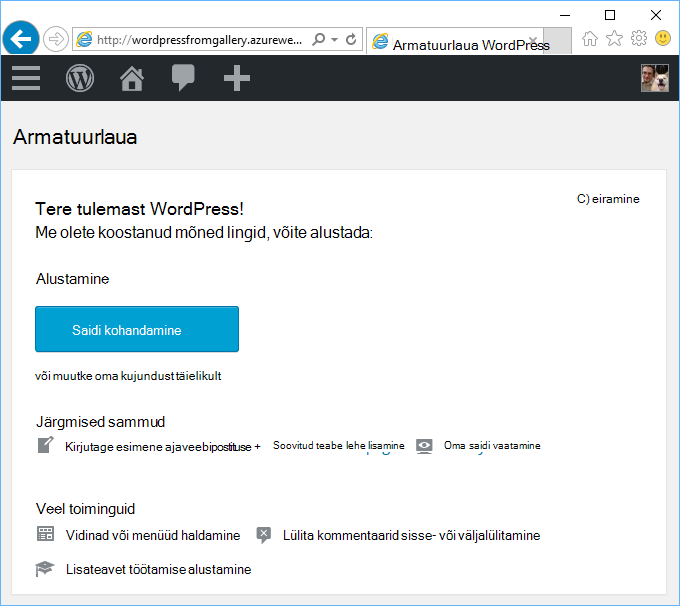 http://wordpressfromgallery.azurewe...
Armatuurlaua WordPress
Armatuurlaua
Tere tulemast WordPress!
C) eiramine
Me olete koostanud mõned lingid, võite alustada:
Alustamine
Saidi kohandamine
või muutke oma kujundust täielikult
Järgmised sammud
Kirjutage esimene ajaveebipostituse + Soovitud teabe lehe lisamine Oma saidi vaatamine
Veel toiminguid
Vidinad või menüüd haldamine Lülita kommentaarid sisse- või väljalülitamine
Lisateavet töötamise alustamine